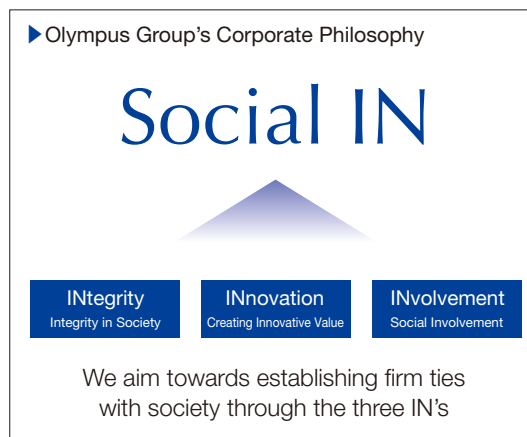 Olympus Group's Corporate Philosophy
Social IN
INtegrity
Integrity in Society
INnovation
Creating Innovative Value
INvolvement
Social Involvement
We aim towards establishing firm ties
with society through the three IN's